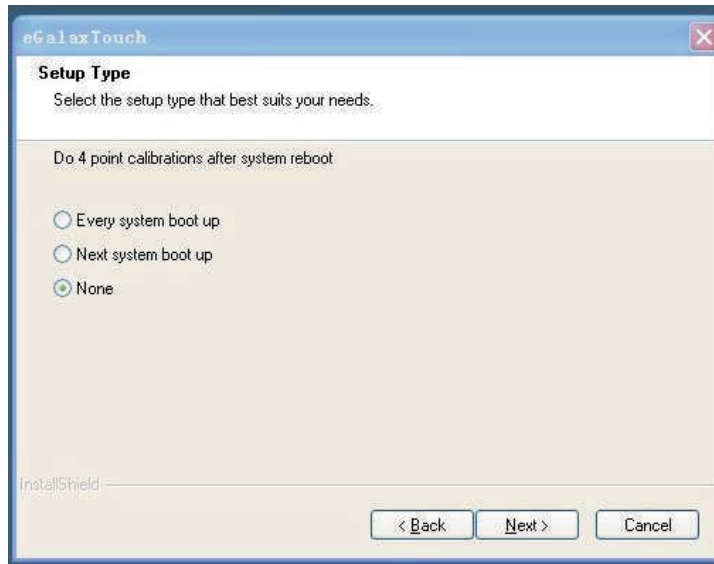 eGalaxTouch
Setup Type
Select the setup type that best suits your needs.
Do 4 point calibrations after system reboot
Every system boot up
Next system boot up
None
InstallShield
< Back
Next >
Cancel